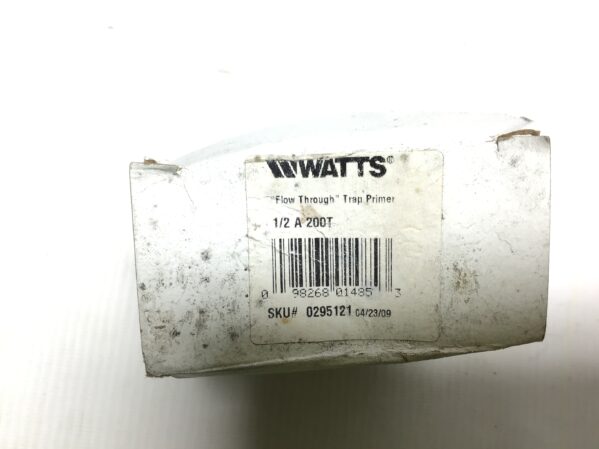 WATTS®
"Flow Through" Trap Primer
1/2 A 200T
0 98268 01485 3
SKU# 0295121 04/23/09